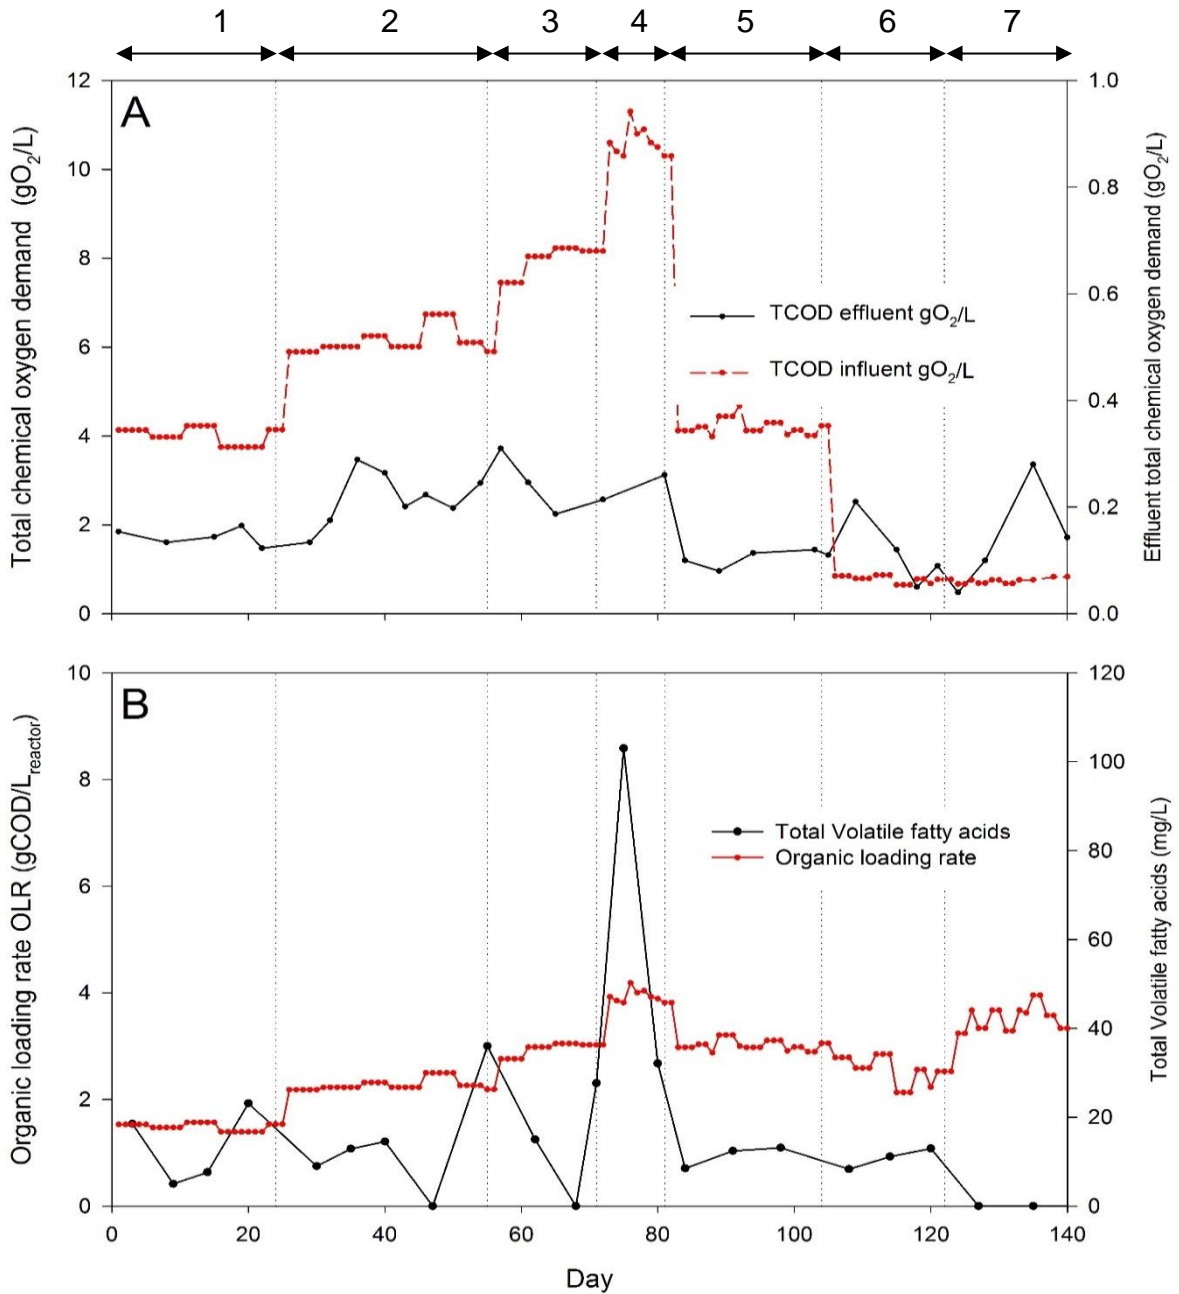 1 2 3 4 5 6 7
A
12
10
8
6
4
2
0
Total chemical oxygen demand (gO₂/L)
1.0
0.8
0.6
0.4
0.2
0.0
Effluent total chemical oxygen demand (gO₂/L)
TCOD effluent gO₂/L
TCOD influent gO₂/L
B
10
8
6
4
2
0
Organic loading rate OLR (gCOD/Lreactor)
120
100
80
60
40
20
0
Total Volatile fatty acids (mg/L)
Total Volatile fatty acids
Organic loading rate
0 20 40 60 80 100 120 140
Day